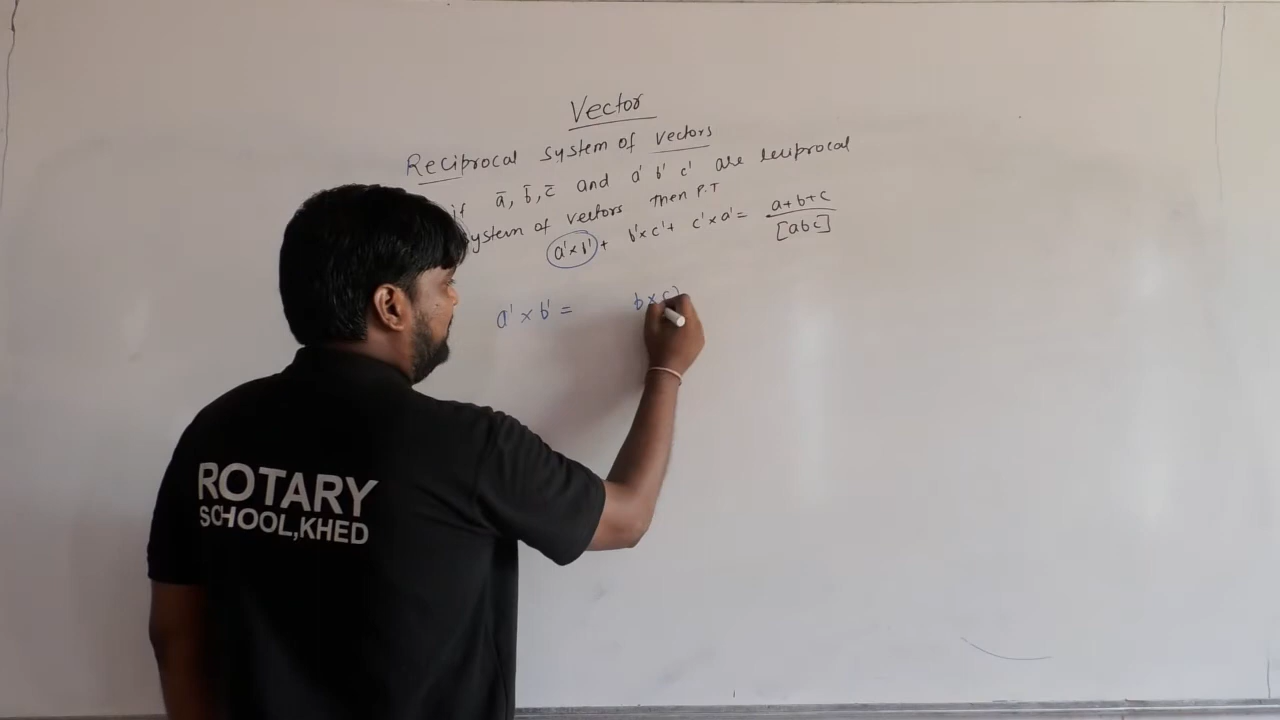 Vector
Reciprocal system of vectors
if a̅, b̅, c̅ and a' b' c' are reciprocal
system of vectors then P.T
a'×b' + b'×c' + c'×a' = a+b+c / [abc]
a' × b' = b×c
ROTARY
SCHOOL,KHED